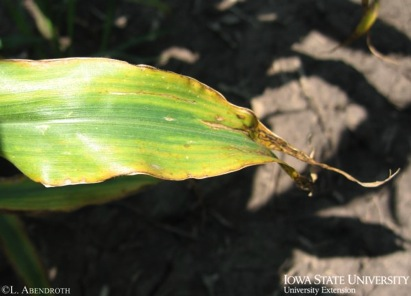 ©L. Abendroth
IOWA STATE UNIVERSITY
University Extension